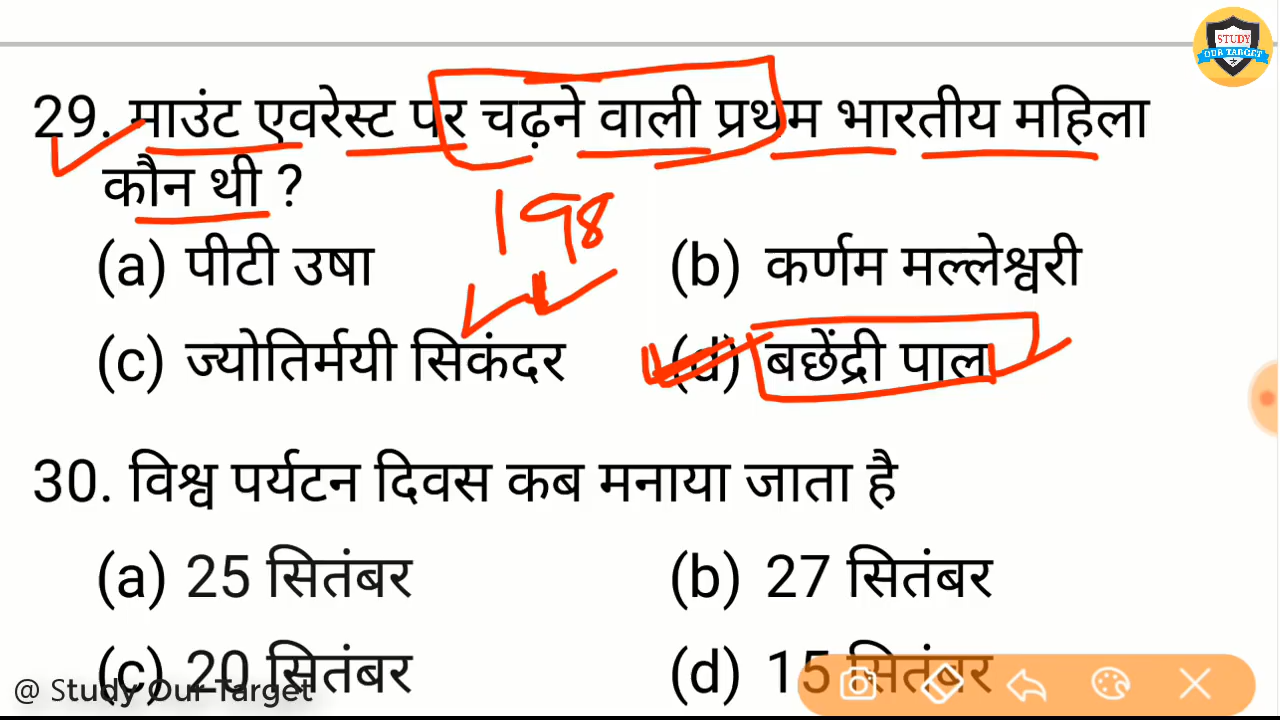 STUDY
OUR TARGET
29. माउंट एवरेस्ट पर चढ़ने वाली प्रथम भारतीय महिला
कौन थी ?
198
(a) पीटी उषा (b) कर्णम मल्लेश्वरी
(c) ज्योतिर्मयी सिकंदर (d) बछेंद्री पाल
30. विश्व पर्यटन दिवस कब मनाया जाता है
(a) 25 सितंबर (b) 27 सितंबर
(c) 20 सितंबर (d) 15 सितंबर
@ Study Our Target